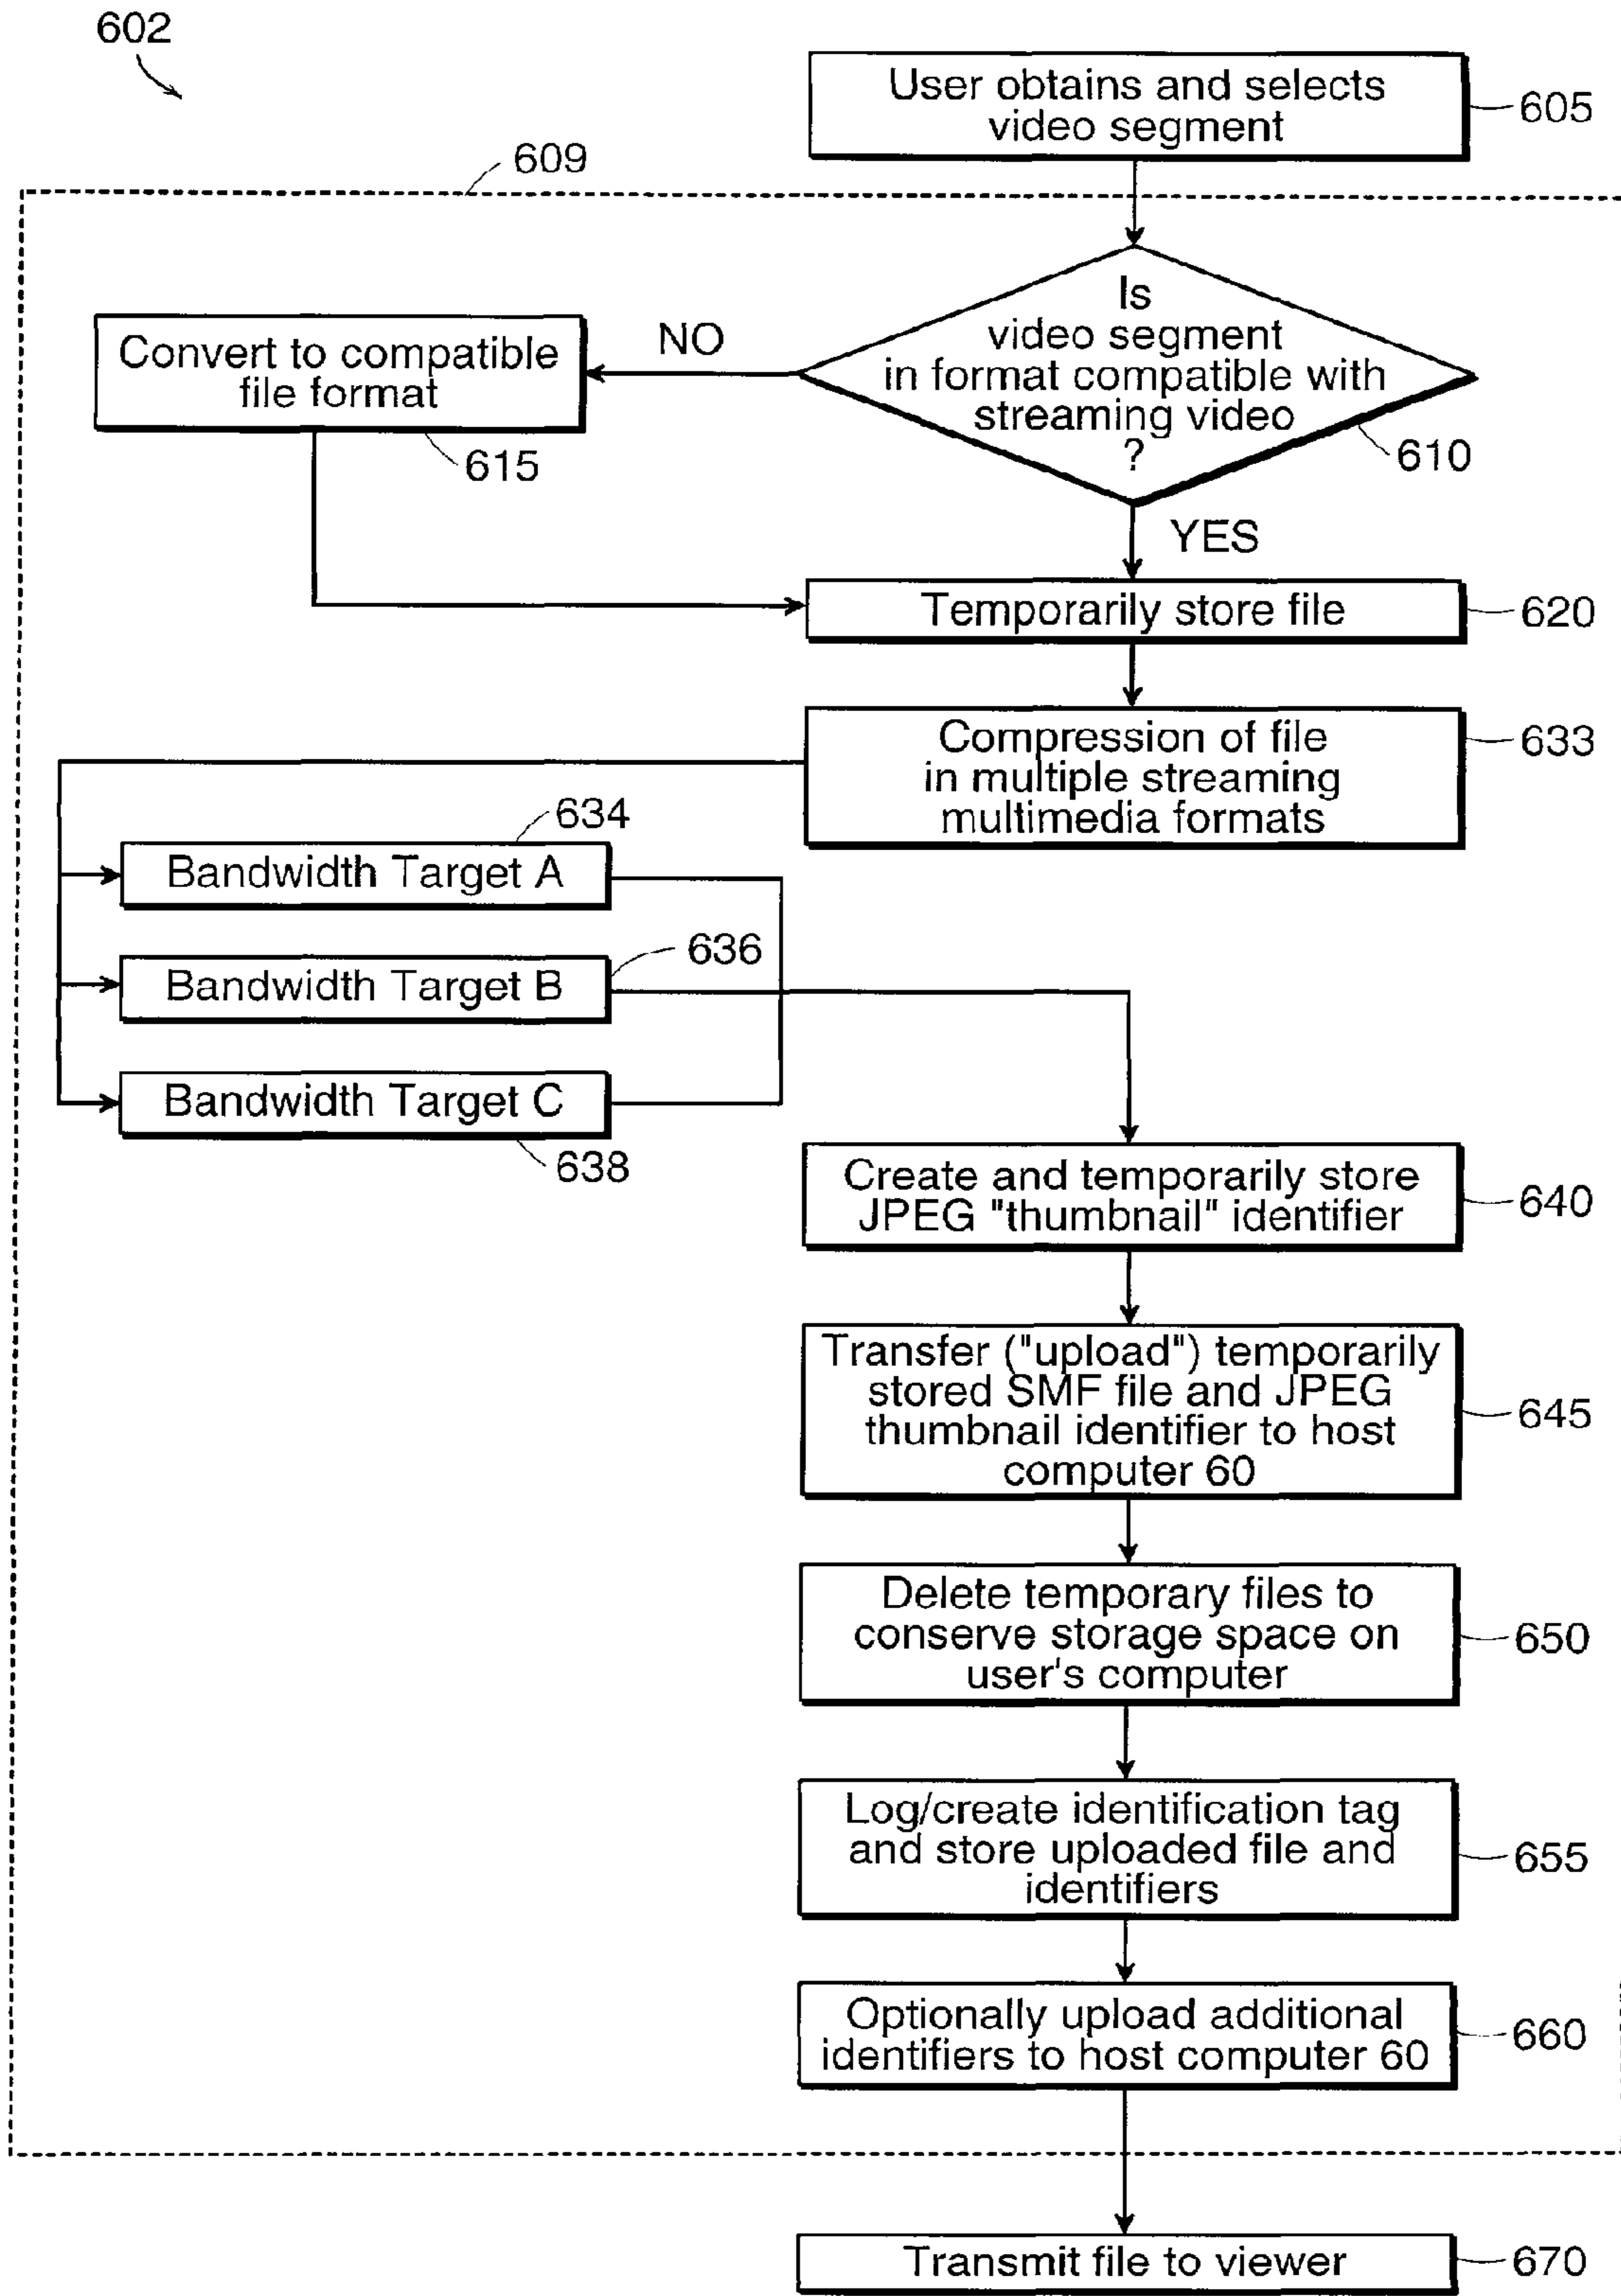 602
User obtains and selects
video segment
605
609
Is
video segment
in format compatible with
streaming video
?
610
NO
Convert to compatible
file format
615
YES
Temporarily store file
620
Compression of file
in multiple streaming
multimedia formats
633
634
Bandwidth Target A
636
Bandwidth Target B
Bandwidth Target C
638
Create and temporarily store
JPEG "thumbnail" identifier
640
Transfer ("upload") temporarily
stored SMF file and JPEG
thumbnail identifier to host
computer 60
645
Delete temporary files to
conserve storage space on
user's computer
650
Log/create identification tag
and store uploaded file and
identifiers
655
Optionally upload additional
identifiers to host computer 60
660
Transmit file to viewer
670